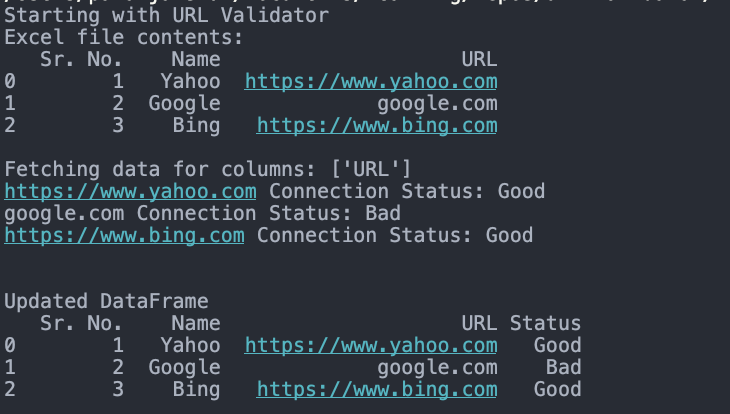 Starting with URL Validator
Excel file contents:
Sr. No. Name URL
0 1 Yahoo https://www.yahoo.com
1 2 Google google.com
2 3 Bing https://www.bing.com
Fetching data for columns: ['URL']
https://www.yahoo.com Connection Status: Good
google.com Connection Status: Bad
https://www.bing.com Connection Status: Good
Updated DataFrame
Sr. No. Name URL Status
0 1 Yahoo https://www.yahoo.com Good
1 2 Google google.com Bad
2 3 Bing https://www.bing.com Good